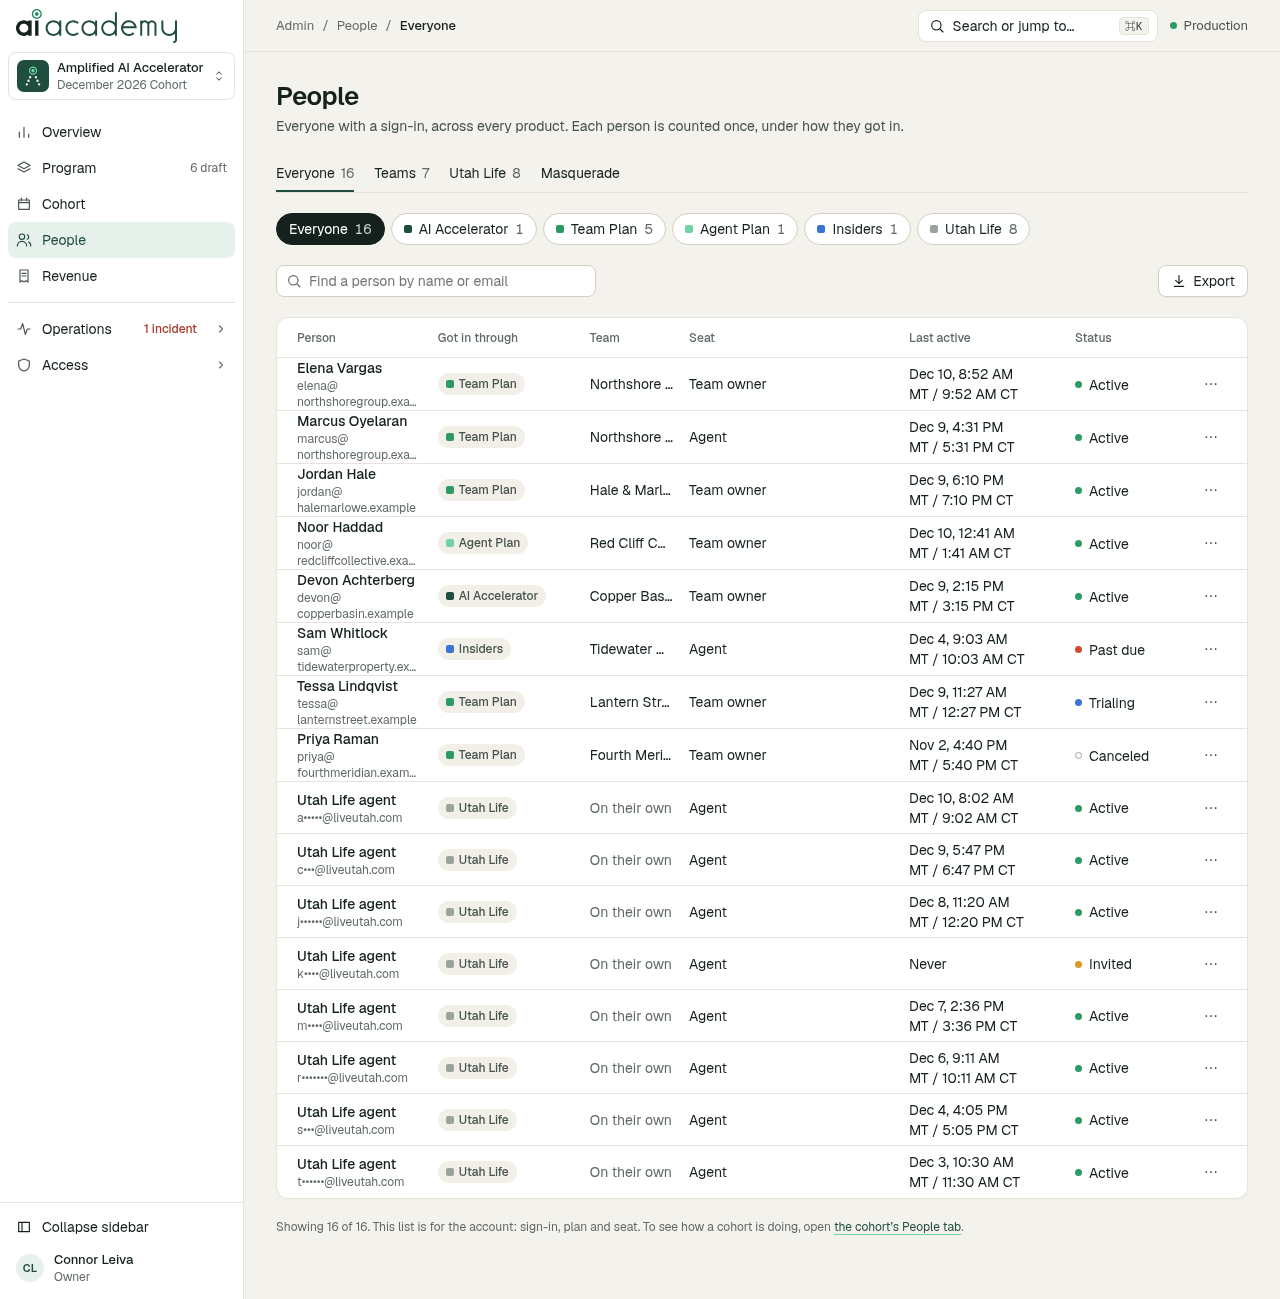 ai academy
Amplified AI Accelerator
December 2026 Cohort
Overview
Program 6 draft
Cohort
People
Revenue
Operations 1 incident
Access
Collapse sidebar
CL Connor Leiva
Owner
Admin / People / Everyone
Search or jump to... ⌘K
Production
People
Everyone with a sign-in, across every product. Each person is counted once, under how they got in.
Everyone 16 Teams 7 Utah Life 8 Masquerade
Everyone 16 AI Accelerator 1 Team Plan 5 Agent Plan 1 Insiders 1 Utah Life 8
Find a person by name or email
Export
Person Got in through Team Seat Last active Status
Elena Vargas
elena@
northshoregroup.exa…
Team Plan Northshore … Team owner
Dec 10, 8:52 AM
MT / 9:52 AM CT
Active ···
Marcus Oyelaran
marcus@
northshoregroup.exa…
Team Plan Northshore … Agent
Dec 9, 4:31 PM
MT / 5:31 PM CT
Active ···
Jordan Hale
jordan@
halemarlowe.example
Team Plan Hale & Marl… Team owner
Dec 9, 6:10 PM
MT / 7:10 PM CT
Active ···
Noor Haddad
noor@
redcliffcollective.exa…
Agent Plan Red Cliff C… Team owner
Dec 10, 12:41 AM
MT / 1:41 AM CT
Active ···
Devon Achterberg
devon@
copperbasin.example
AI Accelerator Copper Bas… Team owner
Dec 9, 2:15 PM
MT / 3:15 PM CT
Active ···
Sam Whitlock
sam@
tidewaterproperty.ex…
Insiders Tidewater … Agent
Dec 4, 9:03 AM
MT / 10:03 AM CT
Past due ···
Tessa Lindqvist
tessa@
lanternstreet.example
Team Plan Lantern Str… Team owner
Dec 9, 11:27 AM
MT / 12:27 PM CT
Trialing ···
Priya Raman
priya@
fourthmeridian.exam…
Team Plan Fourth Meri… Team owner
Nov 2, 4:40 PM
MT / 5:40 PM CT
Canceled ···
Utah Life agent
a•••••@liveutah.com
Utah Life On their own Agent
Dec 10, 8:02 AM
MT / 9:02 AM CT
Active ···
Utah Life agent
c•••@liveutah.com
Utah Life On their own Agent
Dec 9, 5:47 PM
MT / 6:47 PM CT
Active ···
Utah Life agent
j••••••@liveutah.com
Utah Life On their own Agent
Dec 8, 11:20 AM
MT / 12:20 PM CT
Active ···
Utah Life agent
k••••@liveutah.com
Utah Life On their own Agent
Never
Invited ···
Utah Life agent
m••••@liveutah.com
Utah Life On their own Agent
Dec 7, 2:36 PM
MT / 3:36 PM CT
Active ···
Utah Life agent
r•••••••@liveutah.com
Utah Life On their own Agent
Dec 6, 9:11 AM
MT / 10:11 AM CT
Active ···
Utah Life agent
s•••@liveutah.com
Utah Life On their own Agent
Dec 4, 4:05 PM
MT / 5:05 PM CT
Active ···
Utah Life agent
t••••••@liveutah.com
Utah Life On their own Agent
Dec 3, 10:30 AM
MT / 11:30 AM CT
Active ···
Showing 16 of 16. This list is for the account: sign-in, plan and seat. To see how a cohort is doing, open the cohort's People tab.